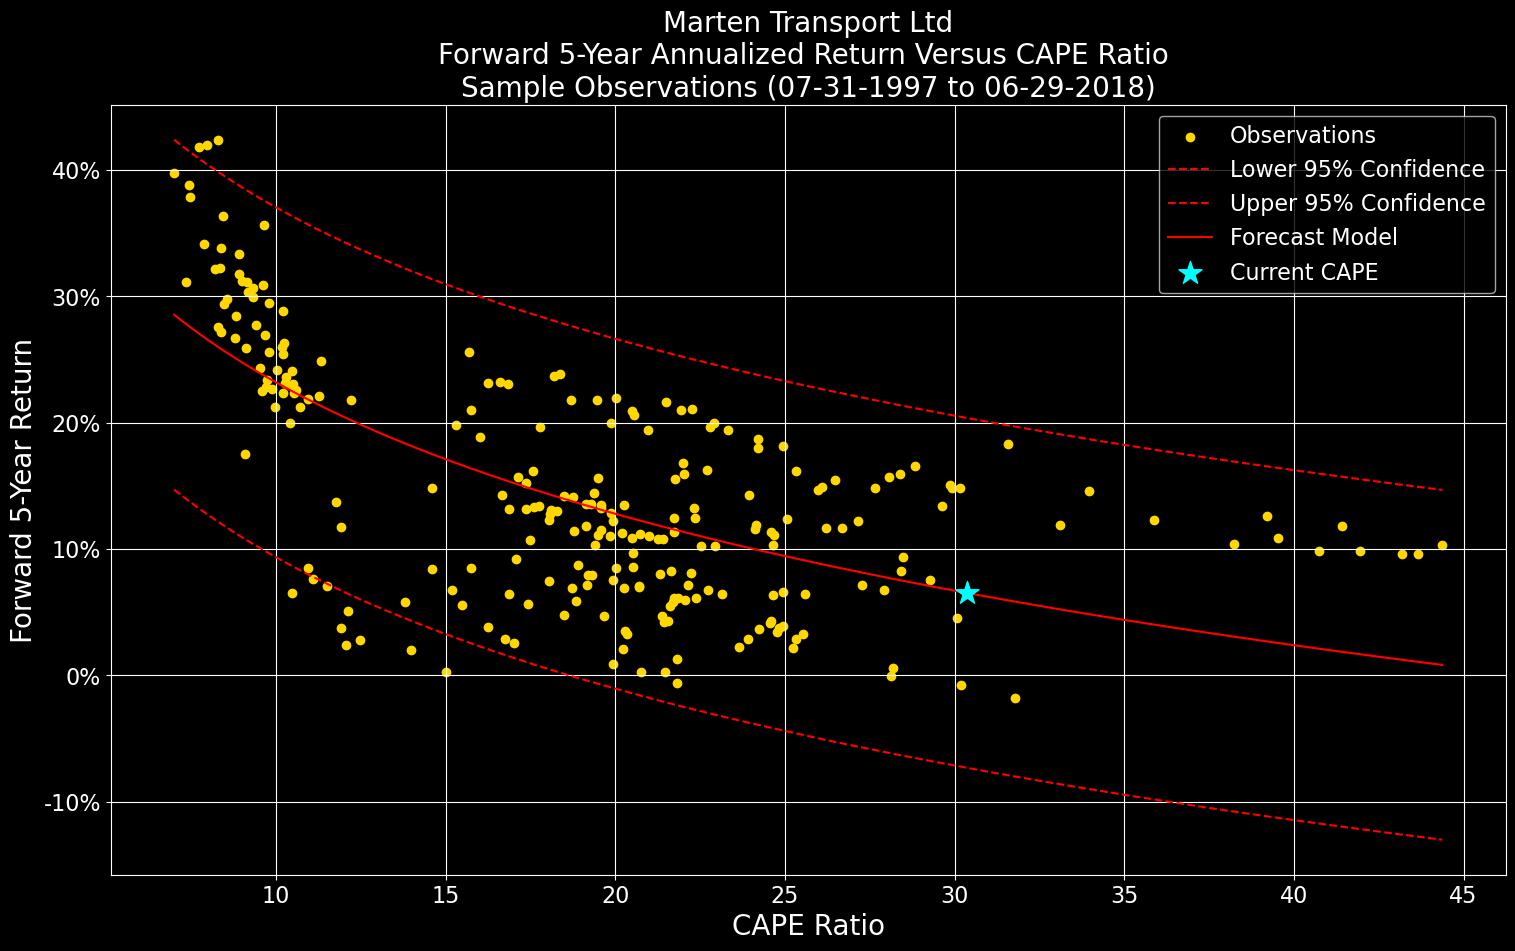 Marten Transport Ltd
Forward 5-Year Annualized Return Versus CAPE Ratio
Sample Observations (07-31-1997 to 06-29-2018)
Observations
Lower 95% Confidence
Upper 95% Confidence
Forecast Model
Current CAPE
Forward 5-Year Return
40%
30%
20%
10%
0%
-10%
10 15 20 25 30 35 40 45
CAPE Ratio